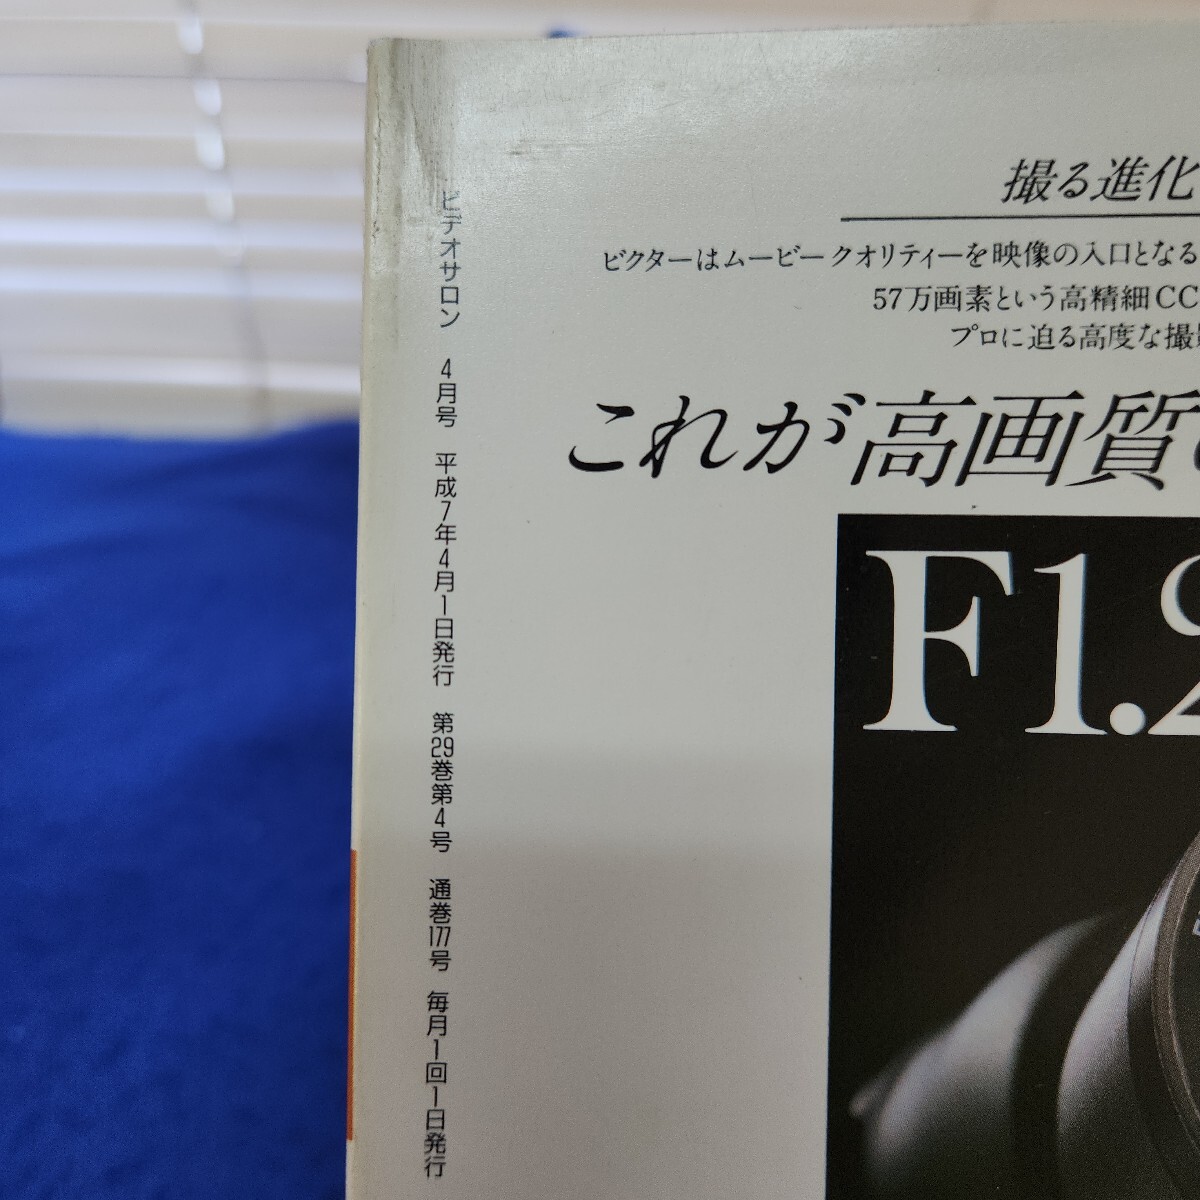 ビデオサロン 4月号 平成7年4月1日発行 第29巻第4号 通巻177号 毎月1回1日発行
撮る進化
ビクターはムービークオリティーを映像の入口となる
57万画素という高精細CC
プロに迫る高度な撮
これが高画質
F1.2